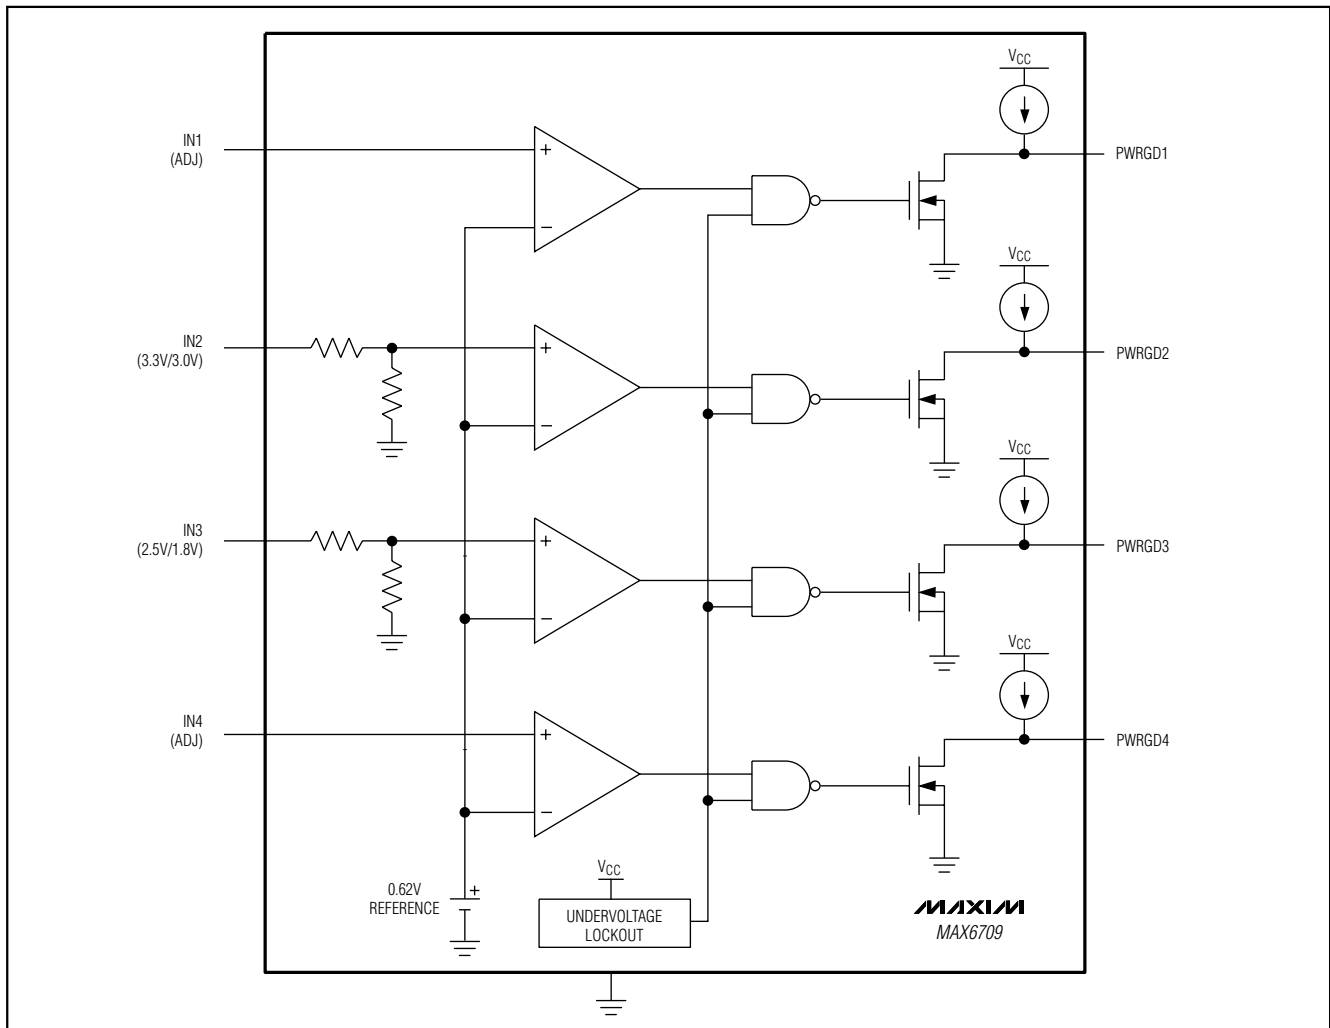 VCC
IN1
(ADJ)
+
−
PWRGD1
VCC
IN2
(3.3V/3.0V)
+
−
PWRGD2
VCC
IN3
(2.5V/1.8V)
+
−
PWRGD3
VCC
IN4
(ADJ)
+
−
PWRGD4
0.62V
REFERENCE
+
VCC
UNDERVOLTAGE
LOCKOUT
MAXIM
MAX6709